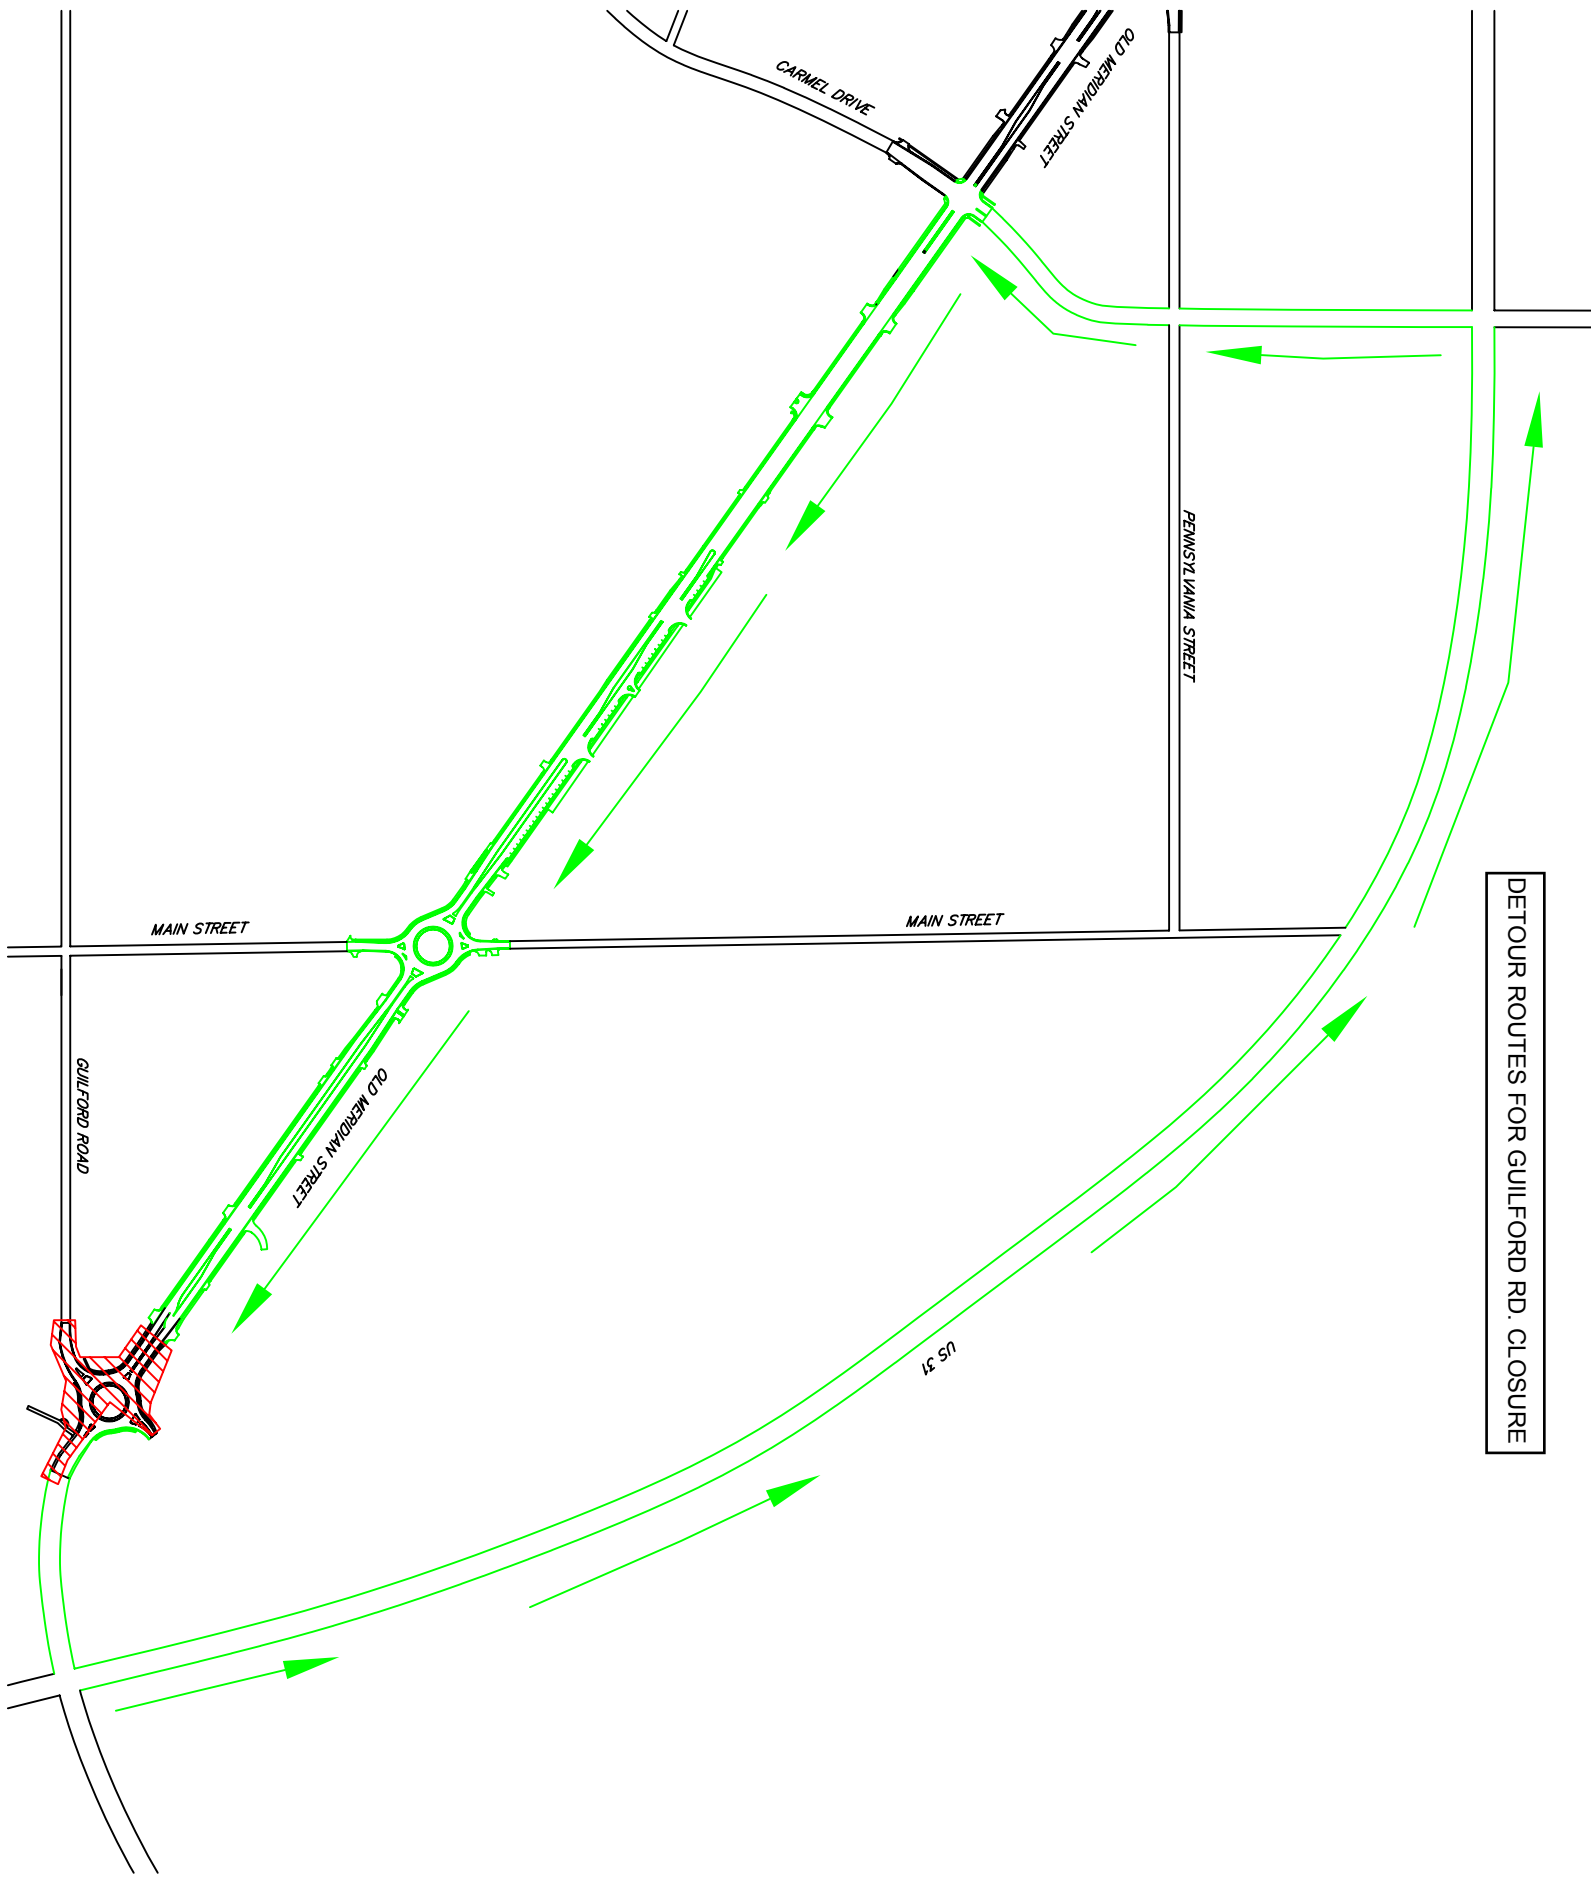 OLD MERIDIAN STREET
CARMEL DRIVE
PENNSYLVANIA STREET
MAIN STREET
MAIN STREET
DETOUR ROUTES FOR GUILFORD RD. CLOSURE
GUILFORD ROAD
OLD MERIDIAN STREET
US 31